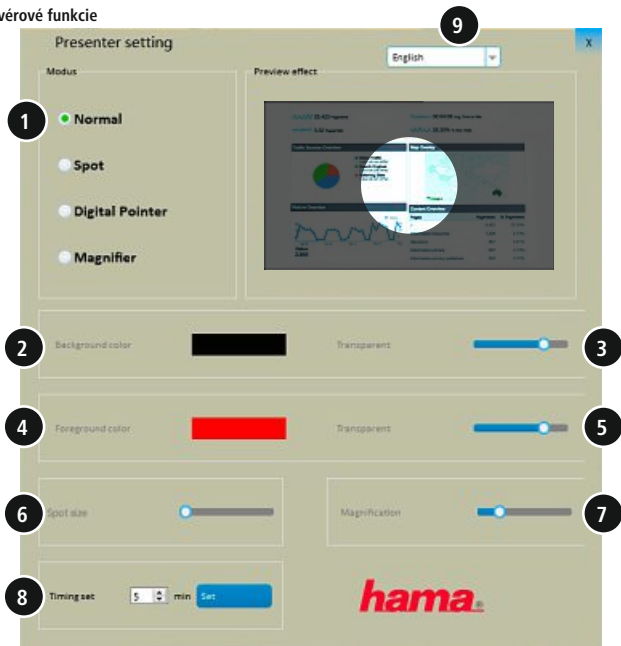 vérové funkcie
9
Presenter setting
x
English
Modus
Preview effect
1
Normal
Spot
Digital Pointer
Magnifier
2
Background color
Transparent
3
4
Foreground color
Transparent
5
6
Spot size
Magnification
7
8
Timing set
5
min
Set
hama